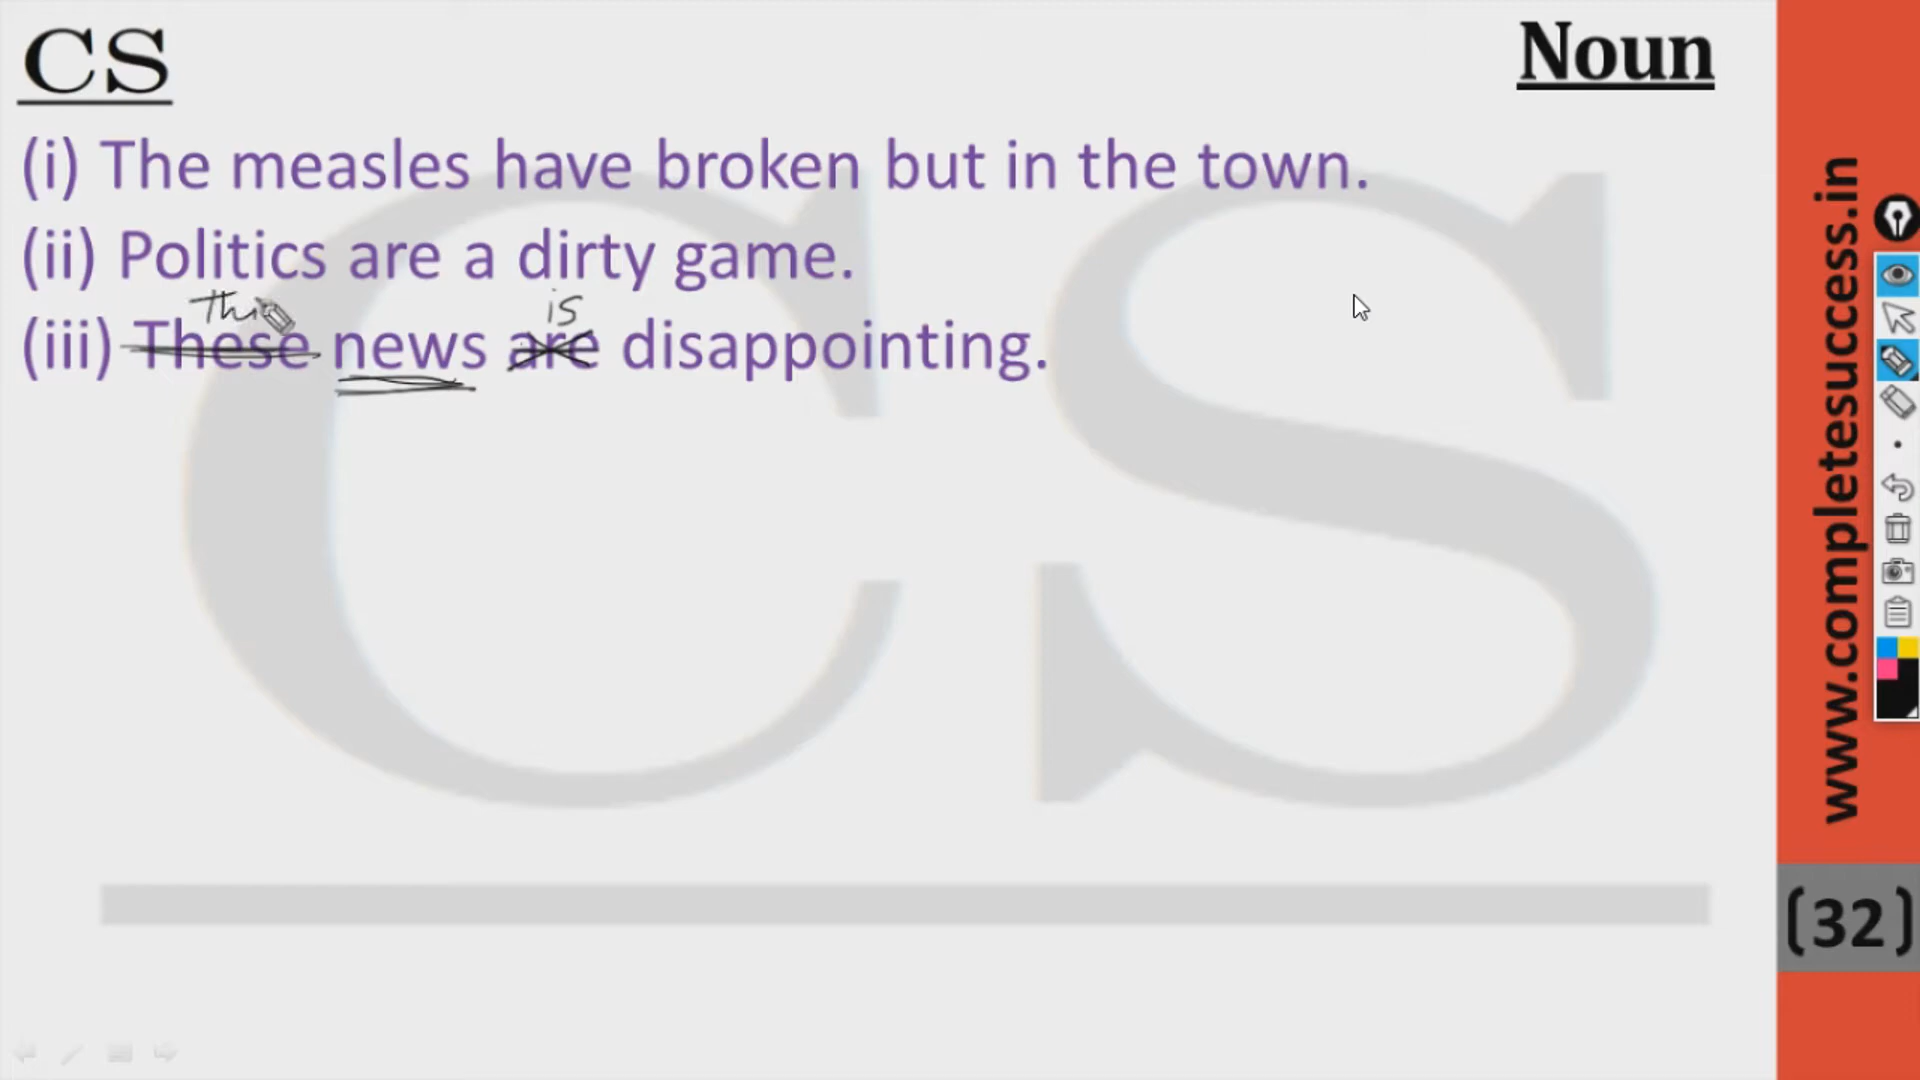 CS
Noun
(i) The measles have broken but in the town.
(ii) Politics are a dirty game.
Thi is
(iii) These news are disappointing.
www.completesuccess.in
(32)